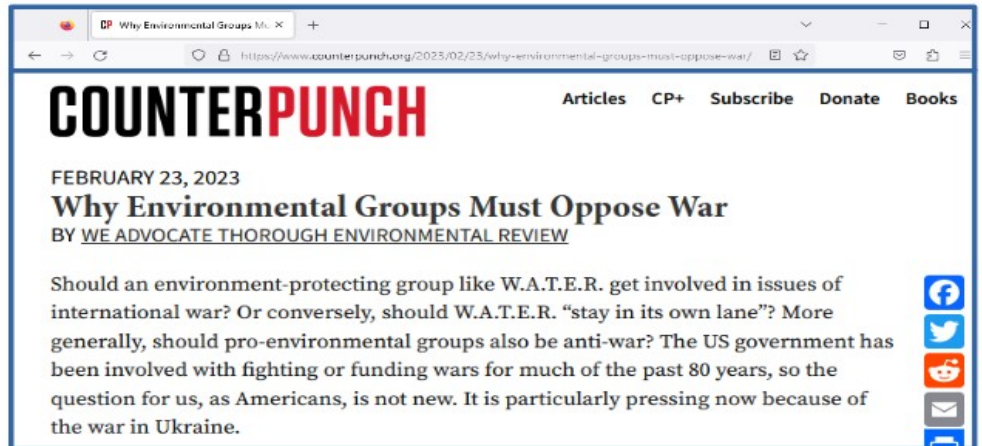 CP Why Environmental Groups Mu
https://www.counterpunch.org/2023/02/23/why-environmental-groups-must-oppose-war/
COUNTERPUNCH
Articles CP+ Subscribe Donate Books
FEBRUARY 23, 2023
Why Environmental Groups Must Oppose War
BY WE ADVOCATE THOROUGH ENVIRONMENTAL REVIEW
Should an environment-protecting group like W.A.T.E.R. get involved in issues of
international war? Or conversely, should W.A.T.E.R. “stay in its own lane”? More
generally, should pro-environmental groups also be anti-war? The US government has
been involved with fighting or funding wars for much of the past 80 years, so the
question for us, as Americans, is not new. It is particularly pressing now because of
the war in Ukraine.